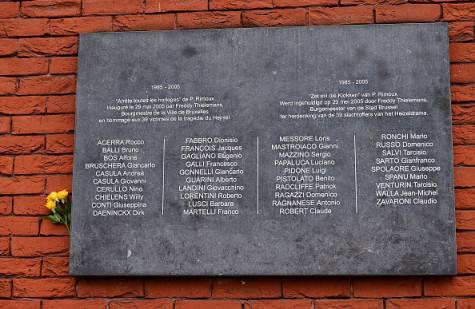 1985 - 2005
"Arrête toutes les horloges" de P. Rimoux
Inauguré le 29 mai 2005 par Freddy Thielemans,
Bourgmestre de la Ville de Bruxelles
en hommage aux 39 victimes de la tragédie du Heysel
1985 - 2005
"Zet stil die klokken" van P. Rimoux
Werd ingehuldigd op 29 mei 2005 door Freddy Thielemans,
Burgemeester van de Stad Brussel
ter herdenking van de 39 slachtoffers van het Heizeldrama.
ACERRA Rocco
BALLI Bruno
BOS Alfons
BRUSCHERA Giancarlo
CASULA Andrea
CASULA Giovanni
CERULLO Nino
CHIELENS Willy
CONTI Giuseppina
DAENINCKX Dirk
FABBRO Dionisio
FRANÇOIS Jacques
GAGLIANO Eugenio
GALLI Francesco
GONNELLI Giancarlo
GUARINI Alberto
LANDINI Giovacchino
LORENTINI Roberto
LUSCI Barbara
MARTELLI Franco
MESSORE Loris
MASTROIACO Gianni
MAZZINO Sergio
PAPALUCA Luciano
PIDONE Luigi
PISTOLATO Benito
RADCLIFFE Patrick
RAGAZZI Domenico
RAGNANESE Antonio
ROBERT Claude
RONCHI Mario
RUSSO Domenico
SALVI Tarcisio
SARTO Gianfranco
SPOLAORE Giuseppe
SPANU Mario
VENTURIN Tarcisio
WALLA Jean-Michel
ZAVARONI Claudio